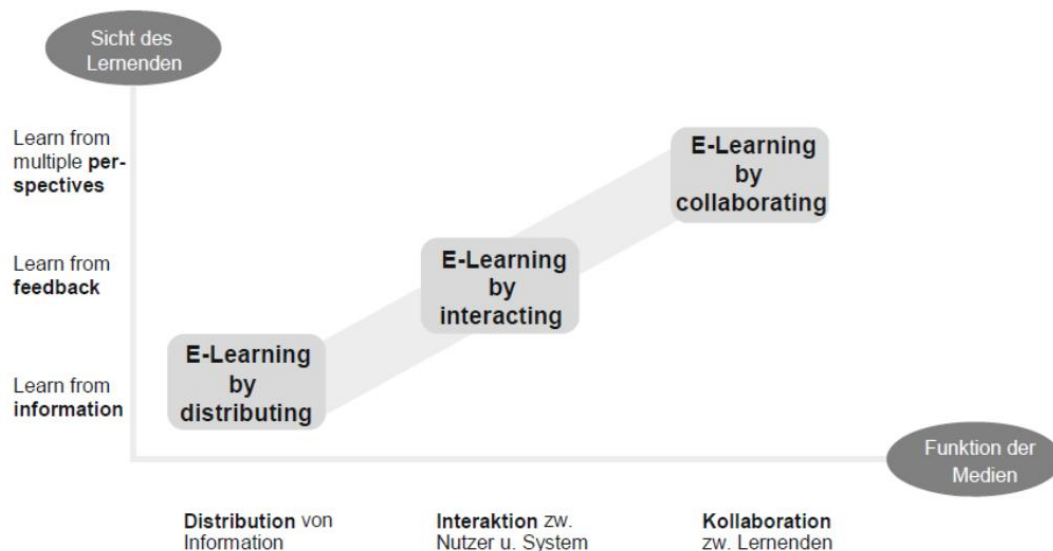 Sicht des
Lernenden
Learn from
multiple per-
spectives
E-Learning
by
collaborating
Learn from
feedback
E-Learning
by
interacting
Learn from
information
E-Learning
by
distributing
Funktion der
Medien
Distribution von
Information
Interaktion zw.
Nutzer u. System
Kollaboration
zw. Lernenden